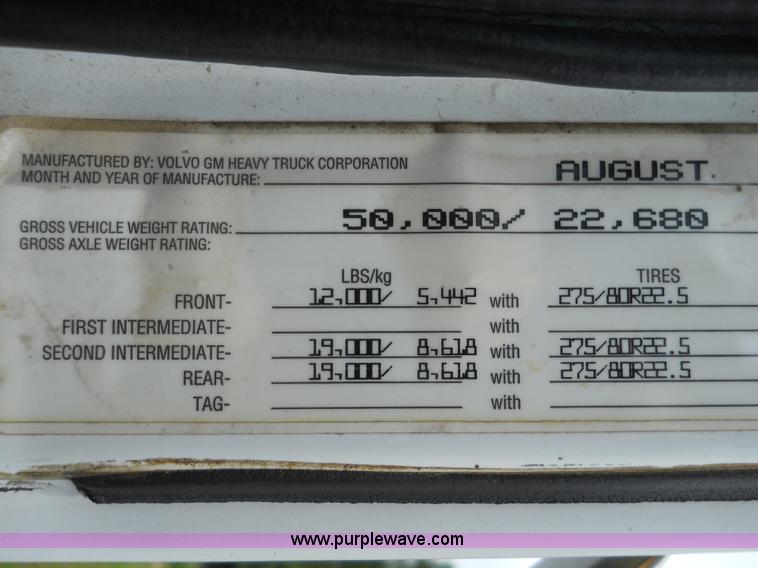 MANUFACTURED BY: VOLVO GM HEAVY TRUCK CORPORATION
MONTH AND YEAR OF MANUFACTURE: AUGUST
GROSS VEHICLE WEIGHT RATING: 50,000/ 22,680
GROSS AXLE WEIGHT RATING:
LBS/kg TIRES
FRONT- 12,000/ 5,442 with 275/80R22.5
FIRST INTERMEDIATE- with
SECOND INTERMEDIATE- 19,000/ 8,618 with 275/80R22.5
REAR- 19,000/ 8,618 with 275/80R22.5
TAG- with
www.purplewave.com